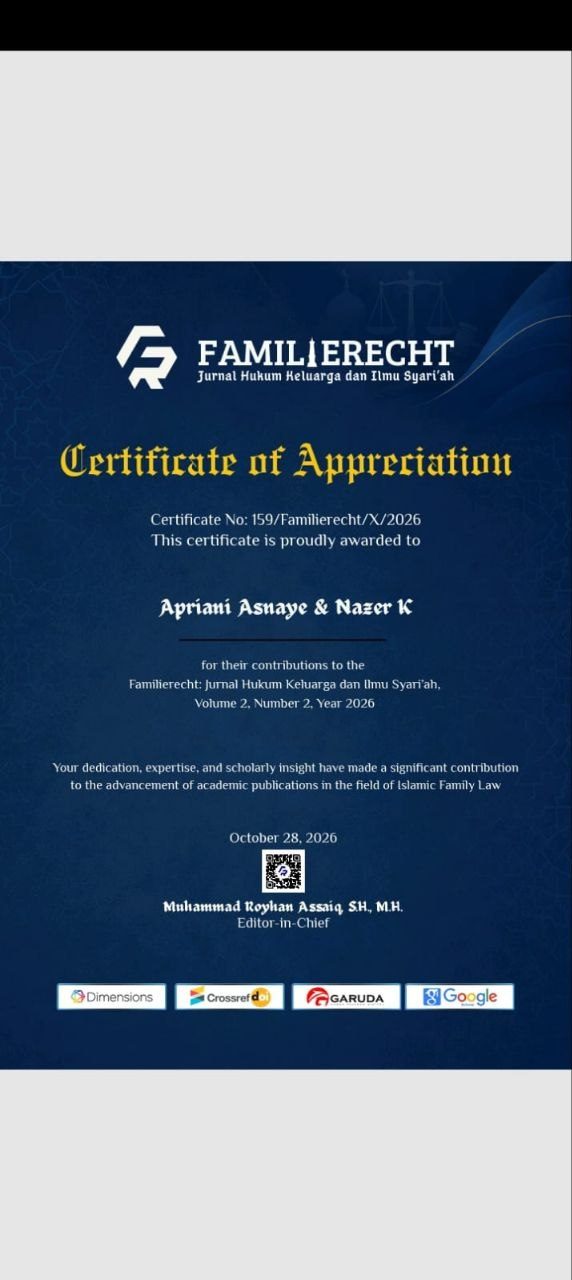 FAMILIERECHT
Jurnal Hukum Keluarga dan Ilmu Syari'ah
Certificate of Appreciation
Certificate No: 159/Familierecht/X/2026
This certificate is proudly awarded to
Apriani Asnaye & Nazer K
for their contributions to the
Familierecht: Jurnal Hukum Keluarga dan Ilmu Syari'ah,
Volume 2, Number 2, Year 2026
Your dedication, expertise, and scholarly insight have made a significant contribution
to the advancement of academic publications in the field of Islamic Family Law
October 28, 2026
Muhammad Royhan Assaiq, S.H., M.H.
Editor-in-Chief
Dimensions
Crossref doi
GARUDA
Google